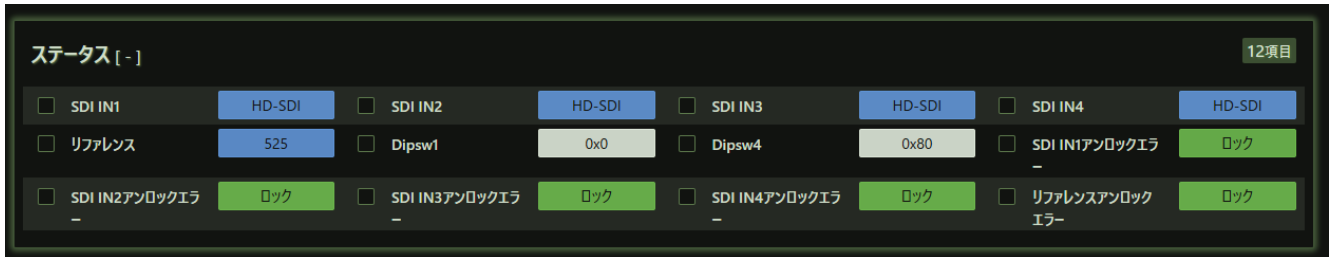 ステータス [ - ]
12項目
SDI IN1 HD-SDI SDI IN2 HD-SDI SDI IN3 HD-SDI SDI IN4 HD-SDI
リファレンス 525 Dipsw1 0x0 Dipsw4 0x80 SDI IN1アンロックエラ
ー ロック
SDI IN2アンロックエラ
ー ロック
SDI IN3アンロックエラ
ー ロック
SDI IN4アンロックエラ
ー ロック
リファレンスアンロック
エラー ロック